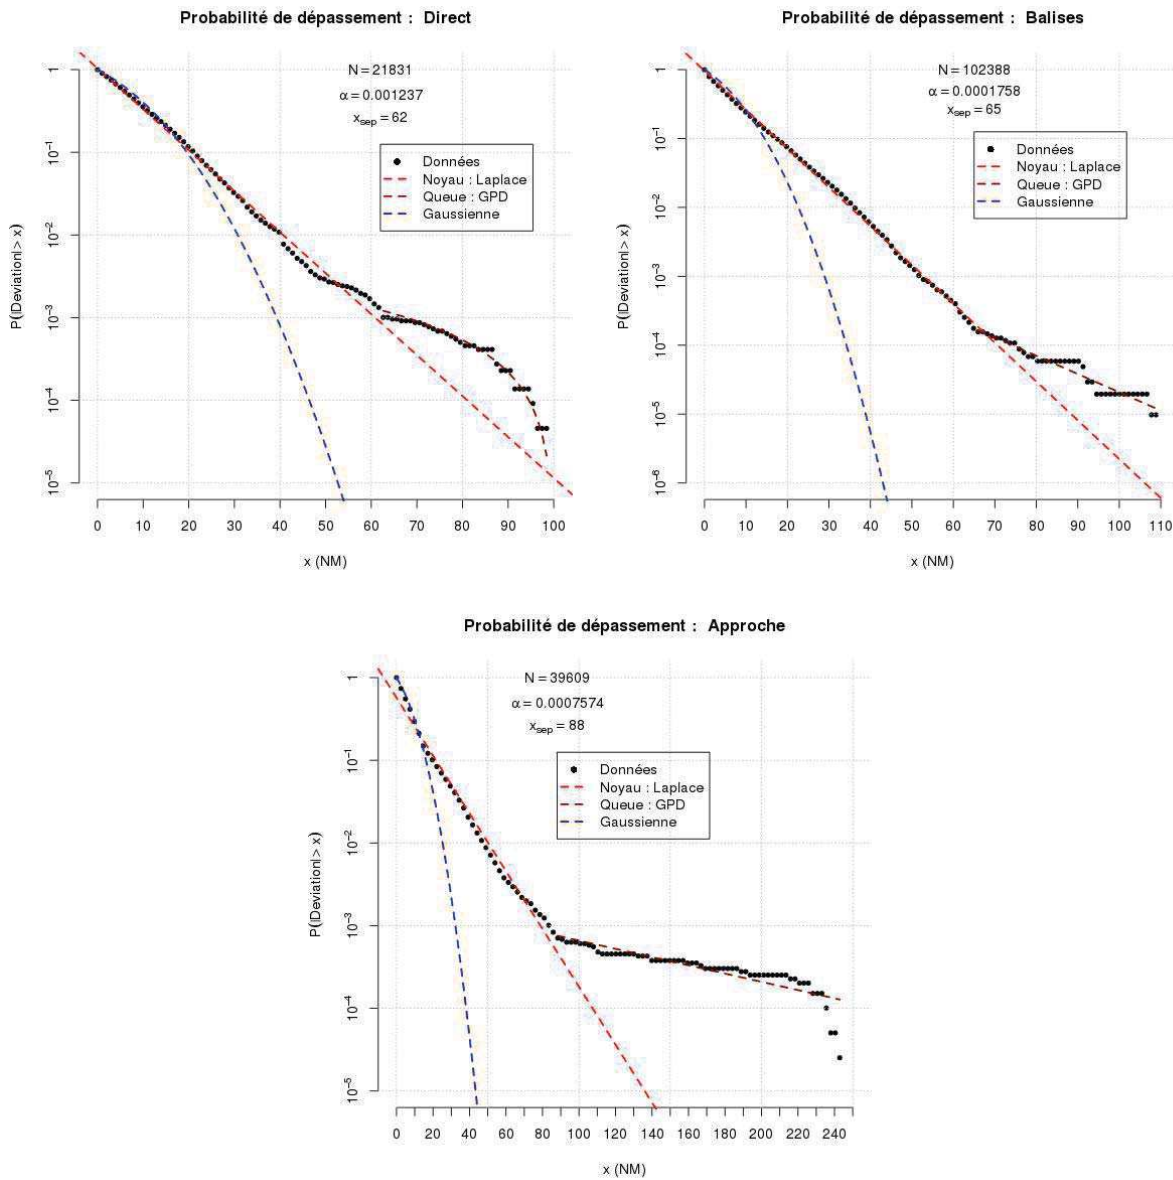 Probabilité de dépassement : Direct
N = 21831
α = 0.001237
xsep = 62
Données
Noyau : Laplace
Queue : GPD
Gaussienne
P(|Deviation|> x)
1
10⁻¹
10⁻²
10⁻³
10⁻⁴
10⁻⁵
0 10 20 30 40 50 60 70 80 90 100
x (NM)
Probabilité de dépassement : Balises
N = 102388
α = 0.0001758
xsep = 65
Données
Noyau : Laplace
Queue : GPD
Gaussienne
P(|Deviation|> x)
1
10⁻¹
10⁻²
10⁻³
10⁻⁴
10⁻⁵
10⁻⁶
0 10 20 30 40 50 60 70 80 90 100 110
x (NM)
Probabilité de dépassement : Approche
N = 39609
α = 0.0007574
xsep = 88
Données
Noyau : Laplace
Queue : GPD
Gaussienne
P(|Deviation|> x)
1
10⁻¹
10⁻²
10⁻³
10⁻⁴
10⁻⁵
0 20 40 60 80 100 120 140 160 180 200 220 240
x (NM)